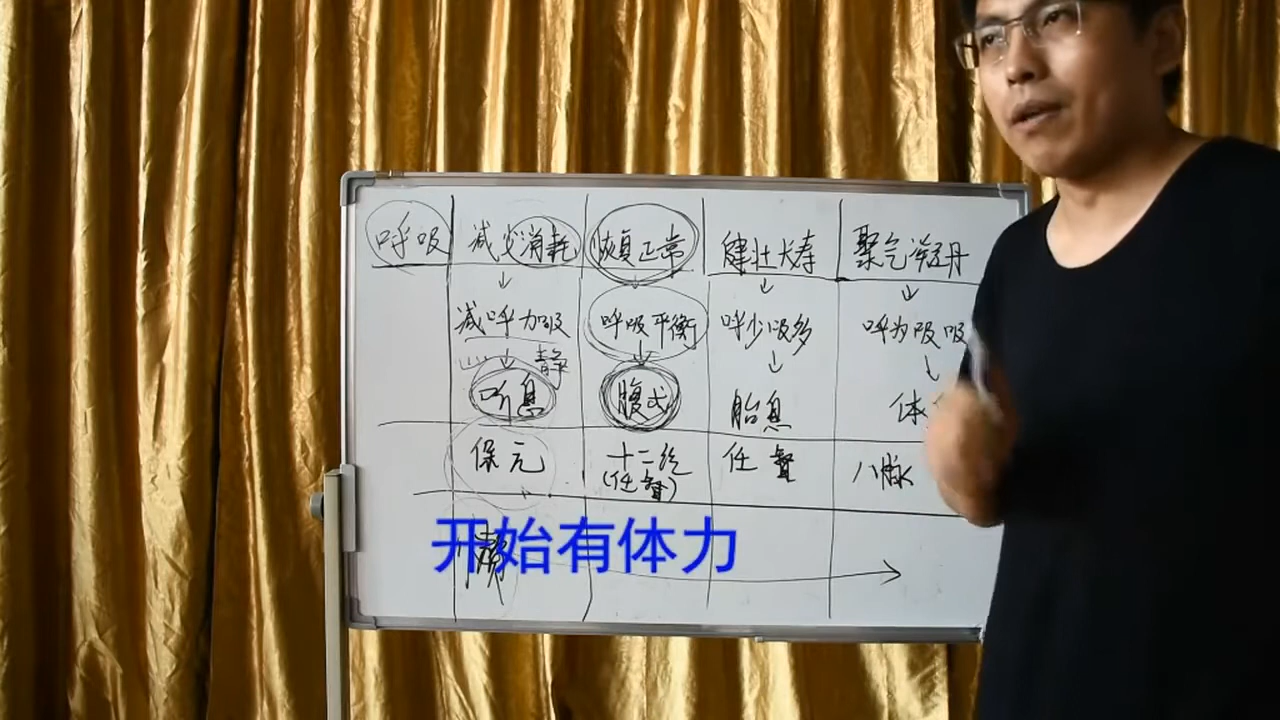 呼吸 减少消耗 恢复正常 健壮长寿 聚气
减呼加吸 呼吸平衡 呼少吸多 呼为吸吸
静
听息 腹式 胎息 体
保元 十二经 任督 八脉
(任督)
开始有体力